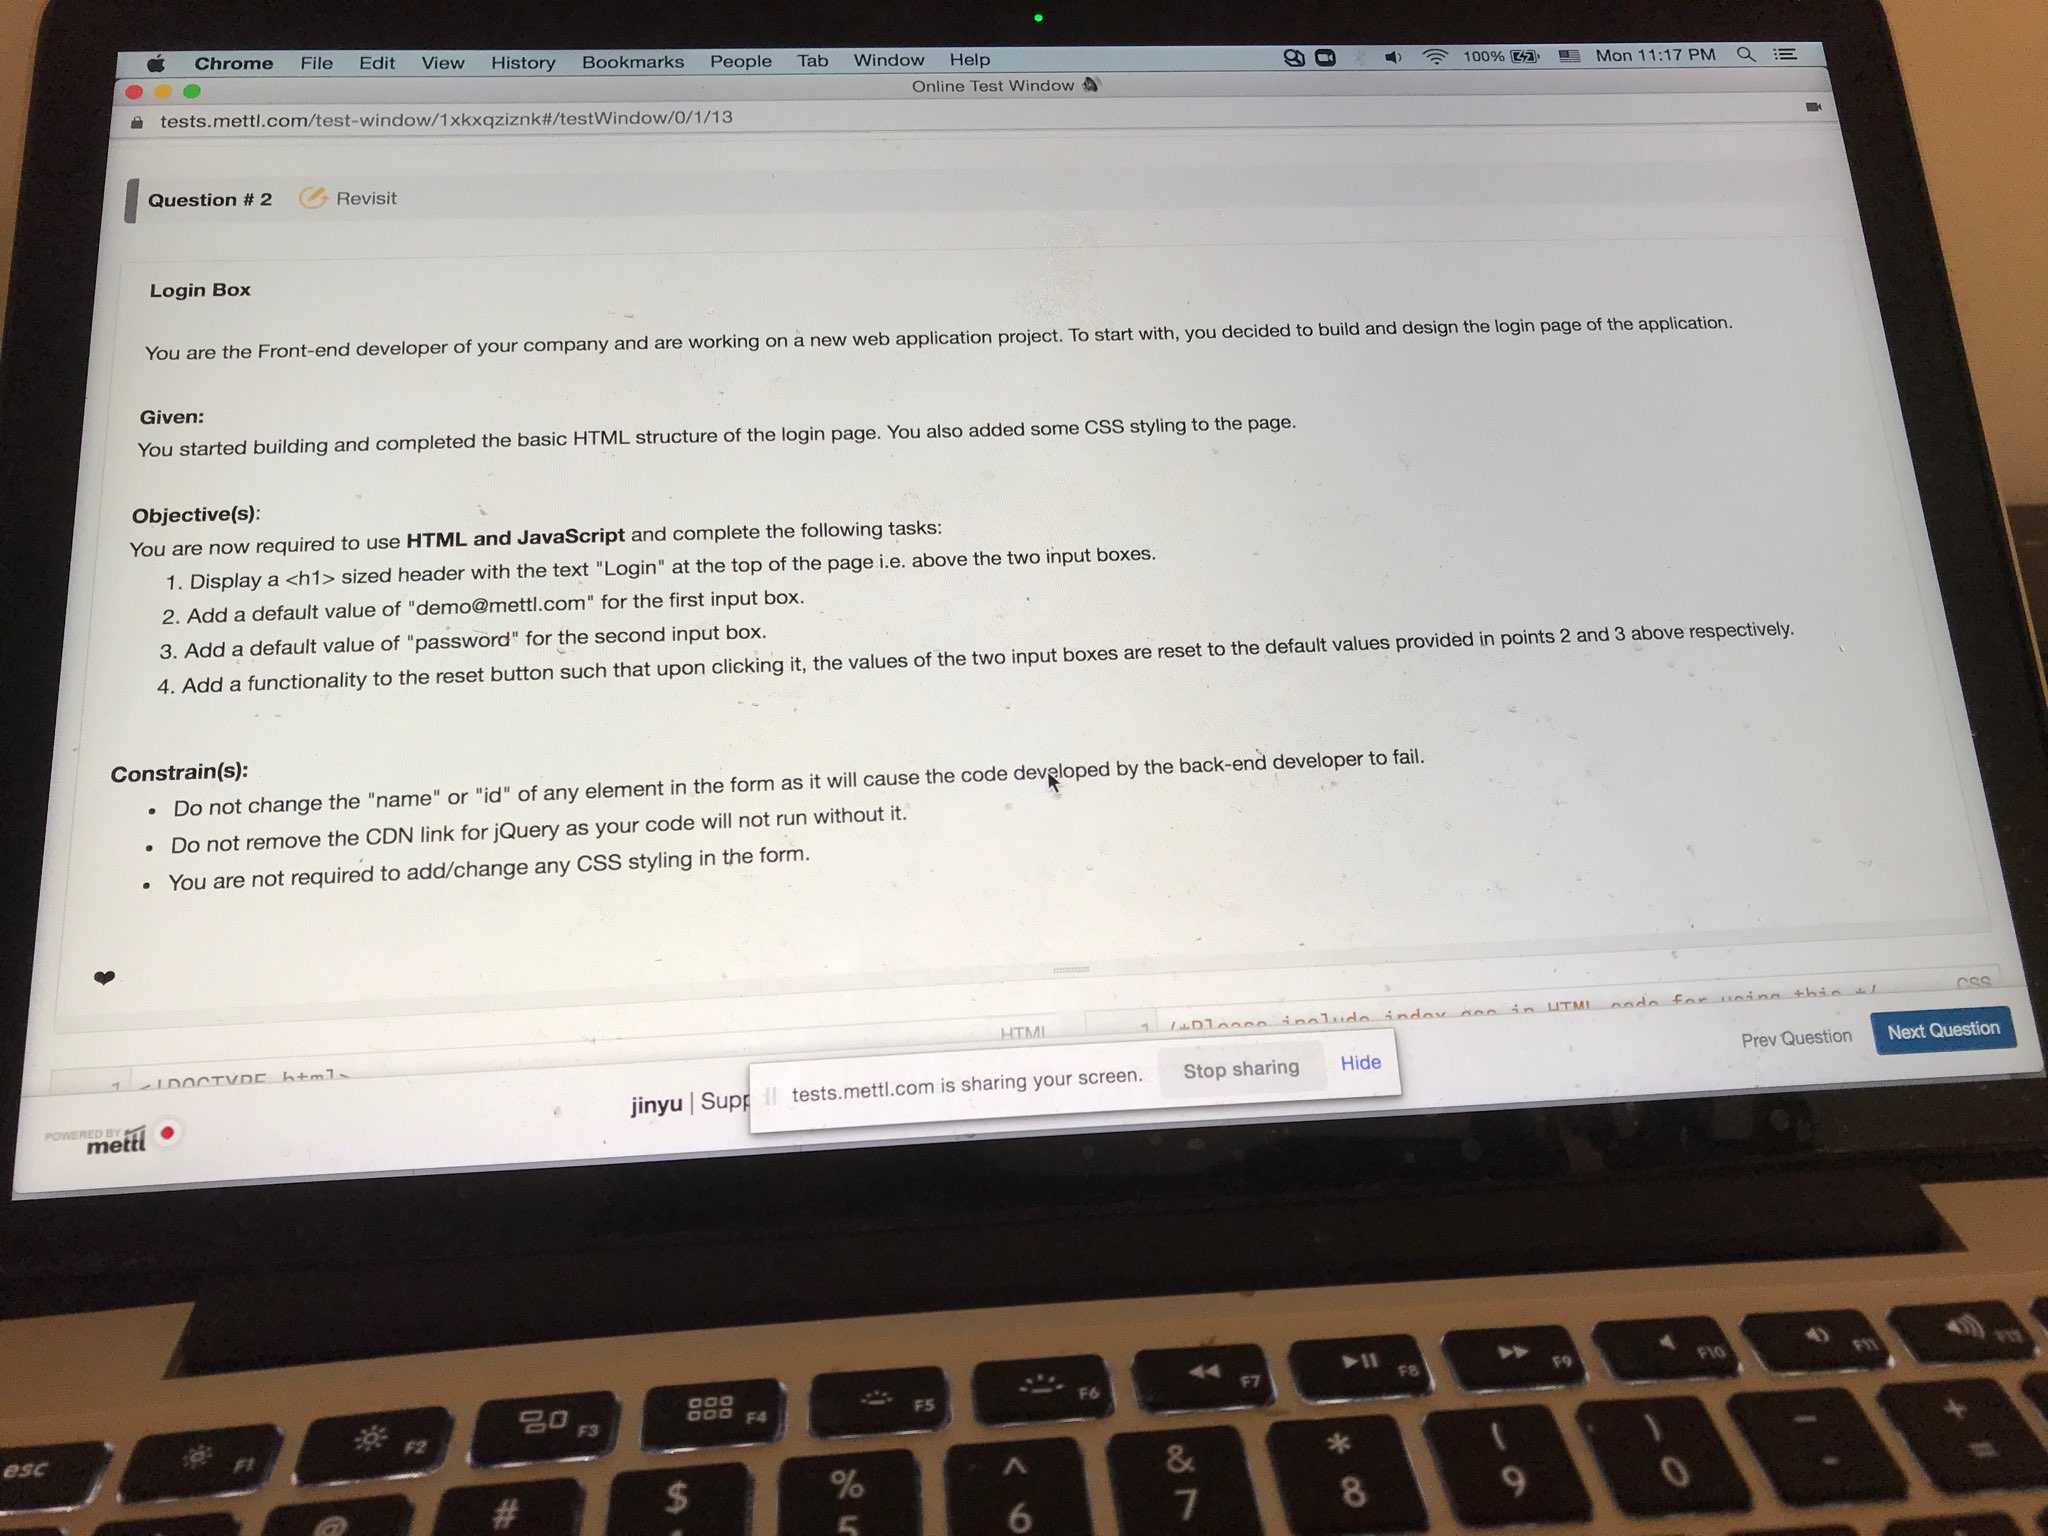 Chrome File Edit View History Bookmarks People Tab Window Help 100% Mon 11:17 PM
Online Test Window
tests.mettl.com/test-window/1xkxqziznk#/testWindow/0/1/13
Question # 2 Revisit
Login Box
You are the Front-end developer of your company and are working on a new web application project. To start with, you decided to build and design the login page of the application.
Given:
You started building and completed the basic HTML structure of the login page. You also added some CSS styling to the page.
Objective(s):
You are now required to use HTML and JavaScript and complete the following tasks:
1. Display a <h1> sized header with the text "Login" at the top of the page i.e. above the two input boxes.
2. Add a default value of "demo@mettl.com" for the first input box.
3. Add a default value of "password" for the second input box.
4. Add a functionality to the reset button such that upon clicking it, the values of the two input boxes are reset to the default values provided in points 2 and 3 above respectively.
Constrain(s):
• Do not change the "name" or "id" of any element in the form as it will cause the code developed by the back-end developer to fail.
• Do not remove the CDN link for jQuery as your code will not run without it.
• You are not required to add/change any CSS styling in the form.
HTML
CSS
1 <!DOCTYPE html>
1 /*Please include index.css in HTML code for using this */
Prev Question Next Question
jinyu | Supp
tests.mettl.com is sharing your screen. Stop sharing Hide
POWERED BY
mettl
esc F1 F2 F3 F4 F5 F6 F7 F8 F9 F10 F11 F12
@ # $ % 5 ^ 6 & 7 * 8 ( 9 ) 0 - + =